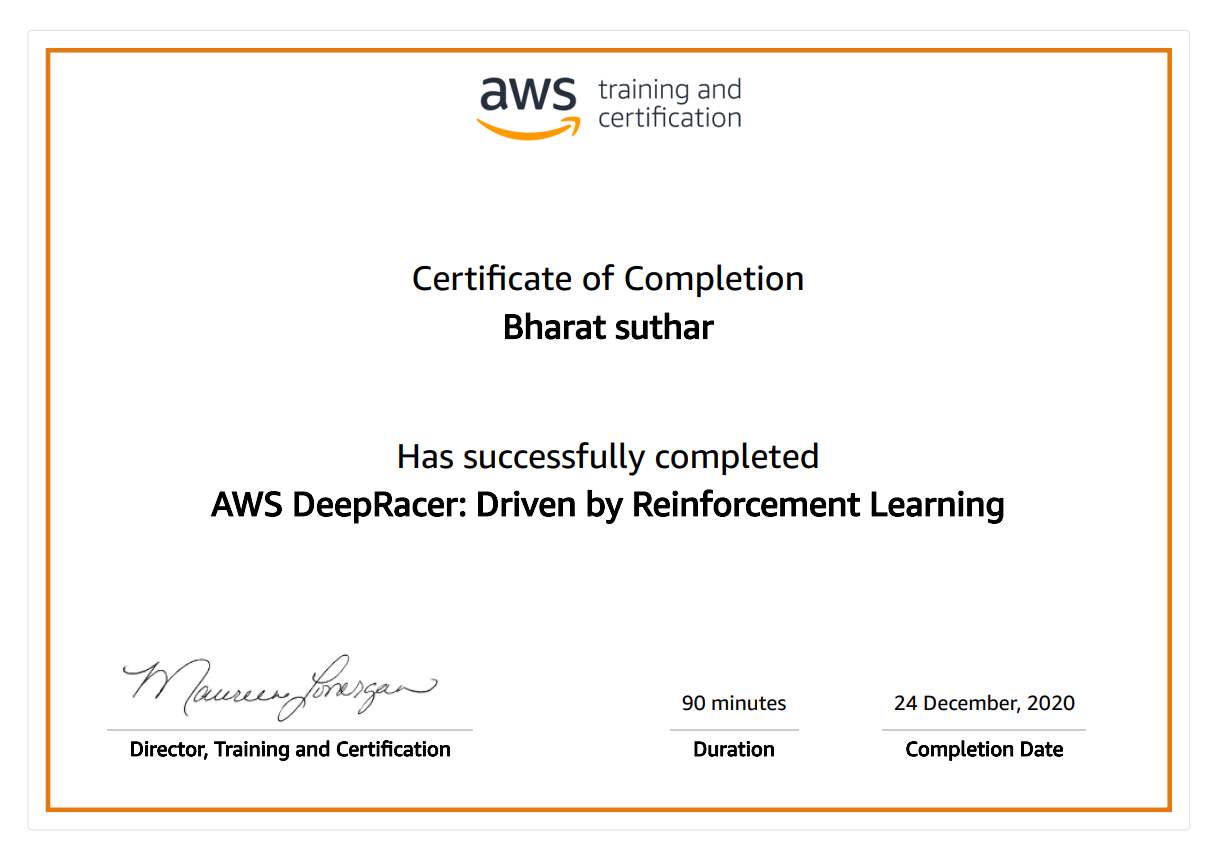 aws training and
certification
Certificate of Completion
Bharat suthar
Has successfully completed
AWS DeepRacer: Driven by Reinforcement Learning
Maureen Lonergan
90 minutes
24 December, 2020
Director, Training and Certification
Duration
Completion Date